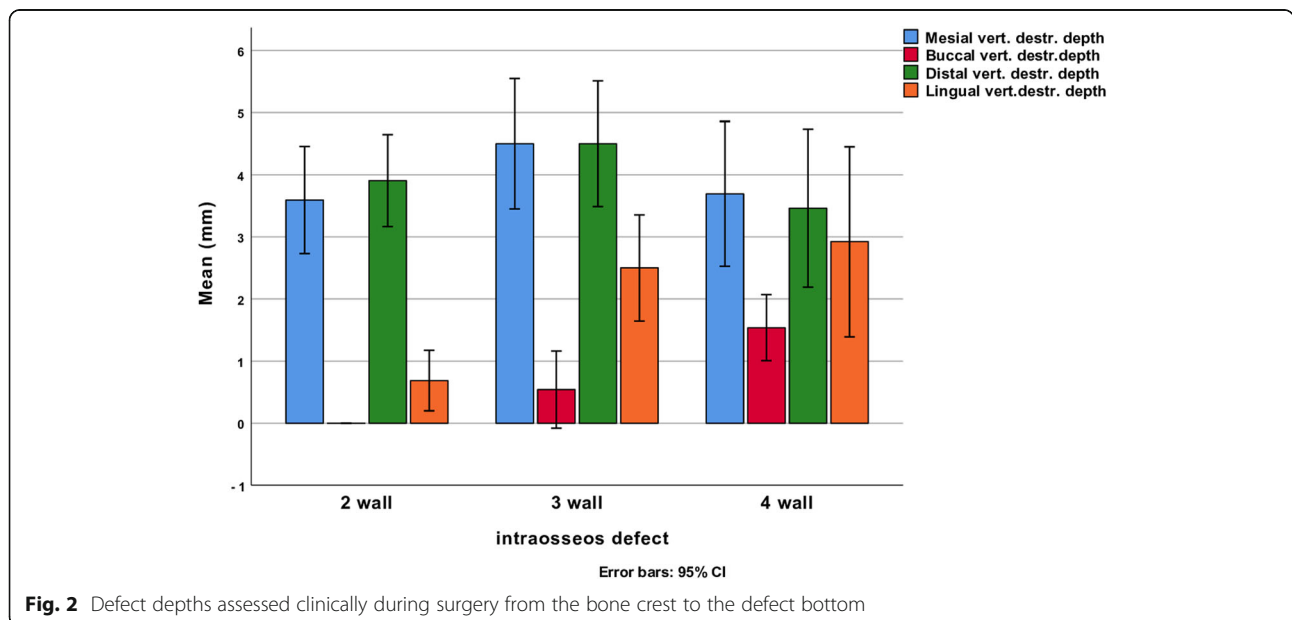 Mesial vert. destr. depth
Buccal vert. destr.depth
Distal vert. destr. depth
Lingual vert.destr. depth
6
5
4
3
2
1
0
-1
Mean (mm)
2 wall
3 wall
4 wall
intraosseos defect
Error bars: 95% CI
Fig. 2 Defect depths assessed clinically during surgery from the bone crest to the defect bottom